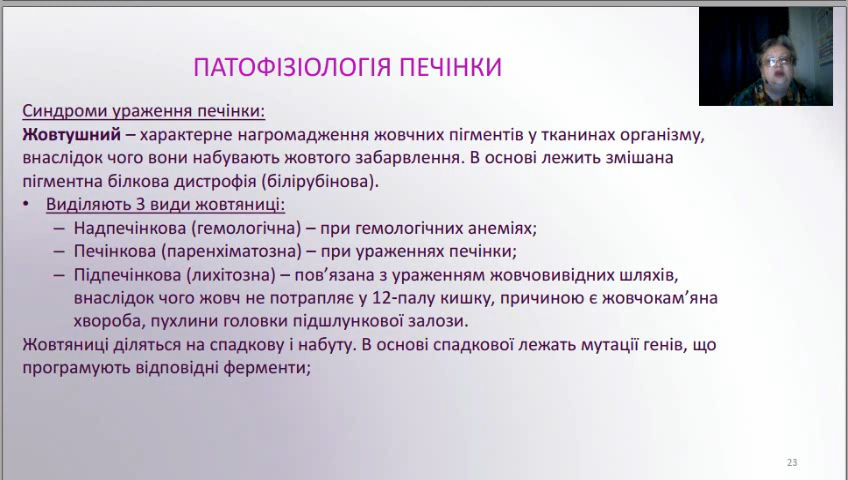 ПАТОФІЗІОЛОГІЯ ПЕЧІНКИ
Синдроми ураження печінки:
Жовтушний – характерне нагромадження жовчних пігментів у тканинах організму,
внаслідок чого вони набувають жовтого забарвлення. В основі лежить змішана
пігментна білкова дистрофія (білірубінова).
• Виділяють 3 види жовтяниці:
– Надпечінкова (гемологічна) – при гемологічних анеміях;
– Печінкова (паренхіматозна) – при ураженнях печінки;
– Підпечінкова (лихітозна) – пов’язана з ураженням жовчовивідних шляхів,
внаслідок чого жовч не потрапляє у 12-палу кишку, причиною є жовчокам’яна
хвороба, пухлини головки підшлункової залози.
Жовтяниці діляться на спадкову і набуту. В основі спадкової лежать мутації генів, що
програмують відповідні ферменти;
23